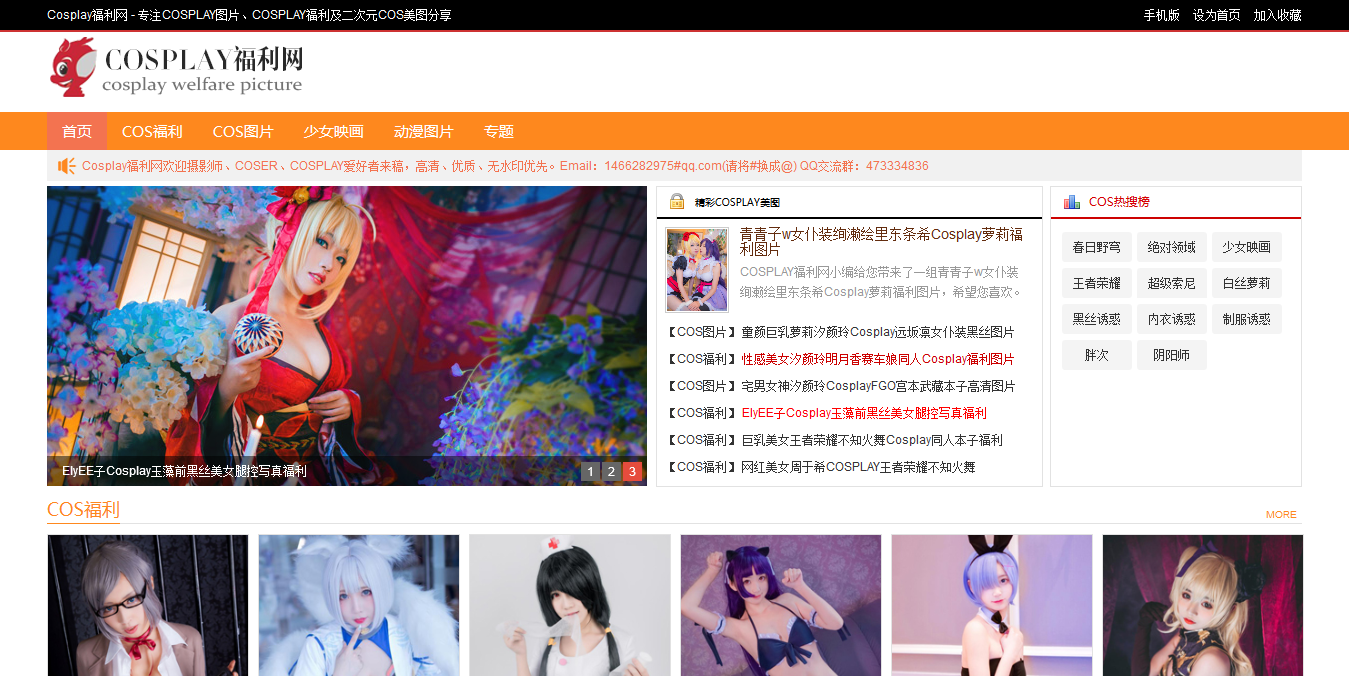 Cosplay福利网 - 专注COSPLAY图片、COSPLAY福利及二次元COS美图分享
手机版 设为首页 加入收藏
COSPLAY福利网
cosplay welfare picture
首页 COS福利 COS图片 少女映画 动漫图片 专题
Cosplay福利网欢迎摄影师、COSER、COSPLAY爱好者来稿，高清、优质、无水印优先。Email：1466282975#qq.com(请将#换成@) QQ交流群：473334836
ElyEE子Cosplay玉藻前黑丝美女腿控写真福利
1 2 3
精彩COSPLAY美图
青青子w女仆装绚濑绘里东条希Cosplay萝莉福
利图片
COSPLAY福利网小编给您带来了一组青青子w女仆装
绚濑绘里东条希Cosplay萝莉福利图片，希望您喜欢。
【COS图片】童颜巨乳萝莉汐颜玲Cosplay远坂凛女仆装黑丝图片
【COS福利】性感美女汐颜玲明月香赛车娘同人Cosplay福利图片
【COS图片】宅男女神汐颜玲CosplayFGO宫本武藏本子高清图片
【COS福利】ElyEE子Cosplay玉藻前黑丝美女腿控写真福利
【COS福利】巨乳美女王者荣耀不知火舞Cosplay同人本子福利
【COS福利】网红美女周于希COSPLAY王者荣耀不知火舞
COS热搜榜
春日野穹 绝对领域 少女映画
王者荣耀 超级索尼 白丝萝莉
黑丝诱惑 内衣诱惑 制服诱惑
胖次 阴阳师
COS福利
MORE